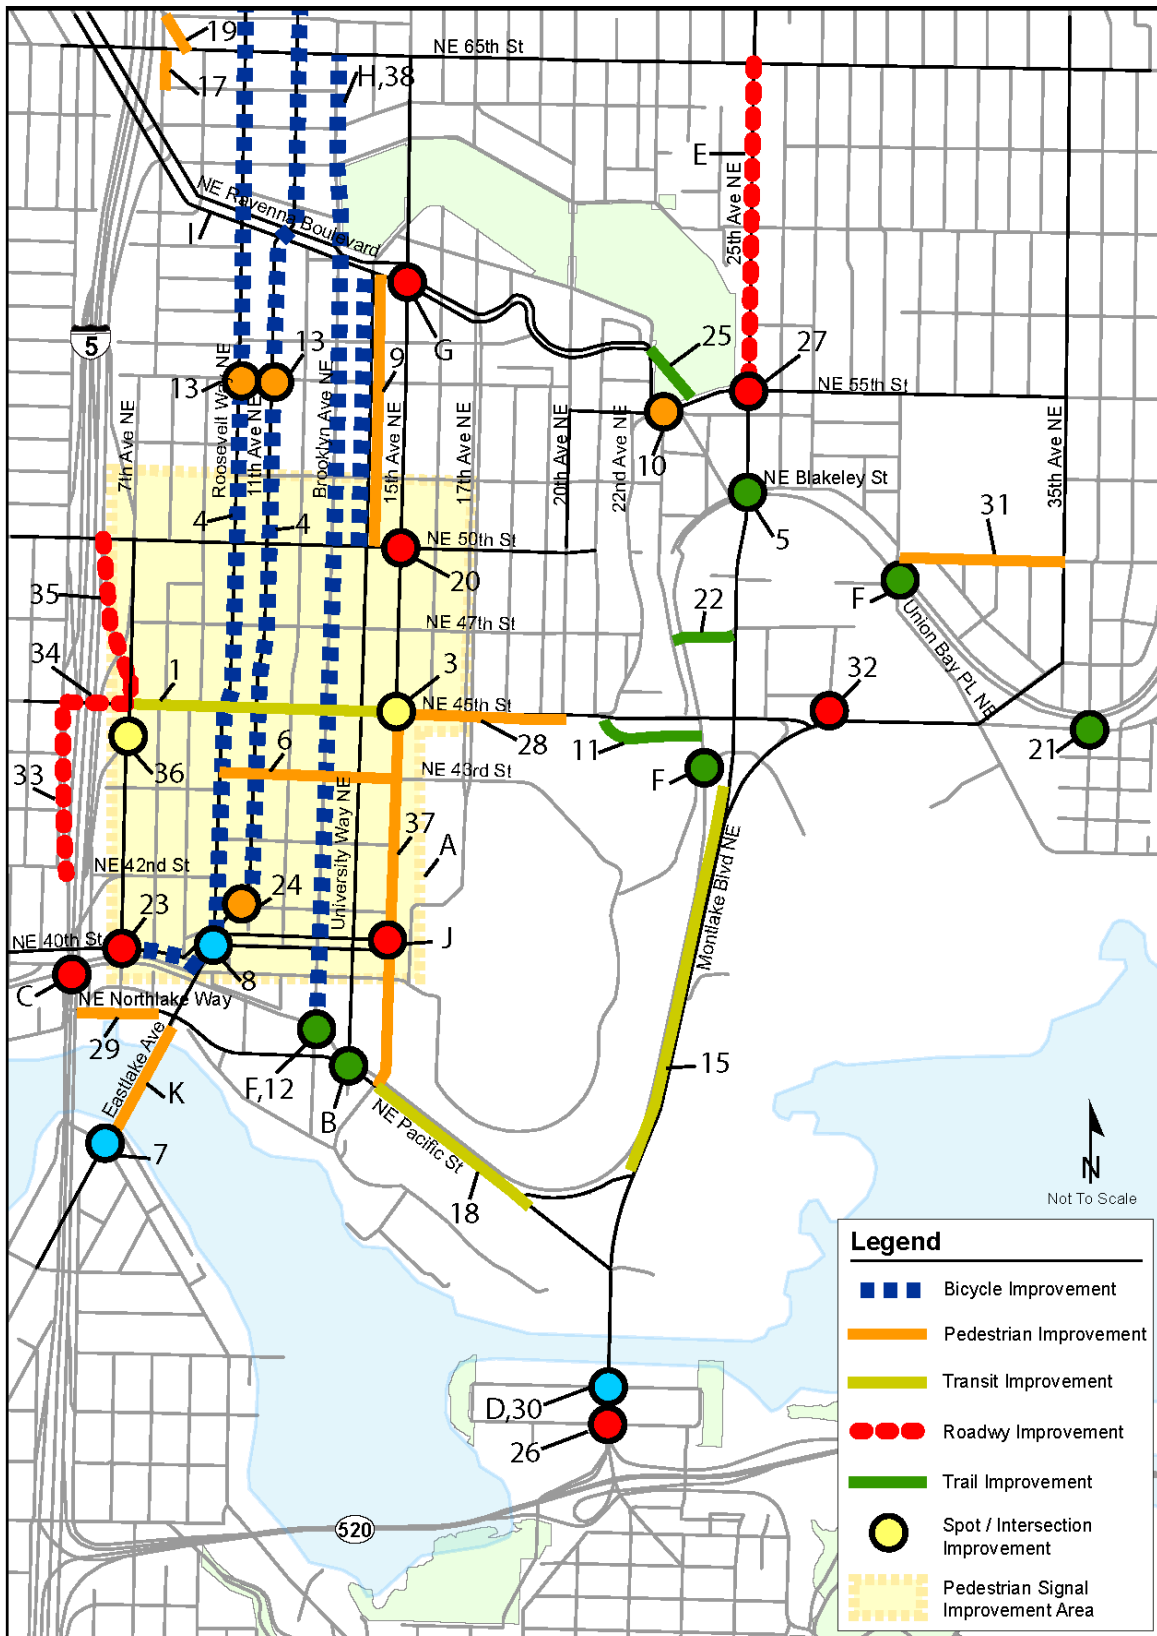 19
NE 65th St
17
H,38
E
25th Ave NE
NE Ravenna Boulevard
I
5
G
25
27
13
13
9
NE 55th St
10
7th Ave NE
Roosevelt Way NE
11th Ave NE
Brooklyn Ave NE
15th Ave NE
17th Ave NE
20th Ave NE
22nd Ave NE
35th Ave NE
NE Blakeley St
5
31
4
4
NE 50th St
20
35
F
22
Union Bay PL NE
NE 47th St
34
1
3
32
NE 45th St
28
11
21
36
6
NE 43rd St
F
33
University Way NE
37
A
Montlake Blvd NE
NE 42nd St
24
23
NE 40th St
J
8
C
NE Northlake Way
29
Eastlake Ave
K
F,12
B
15
NE Pacific St
7
18
N
Not To Scale
D,30
26
520
Legend
Bicycle Improvement
Pedestrian Improvement
Transit Improvement
Roadwy Improvement
Trail Improvement
Spot / Intersection
Improvement
Pedestrian Signal
Improvement Area